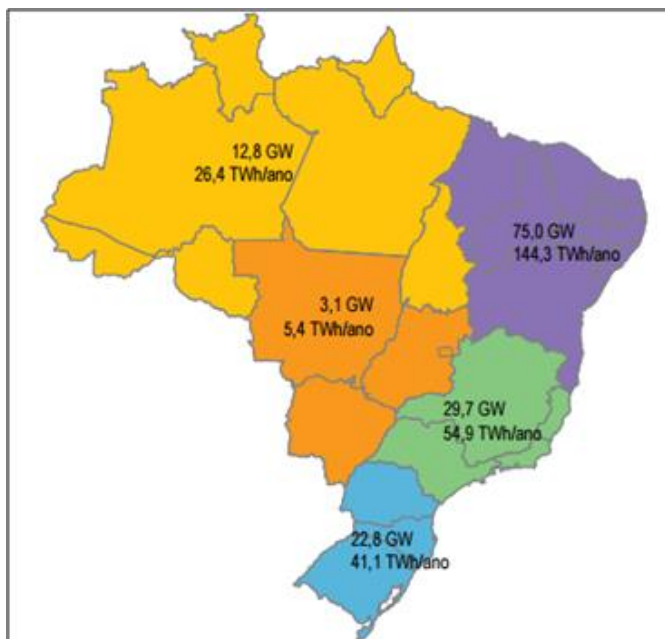 12,8 GW
26,4 TWh/ano
75,0 GW
144,3 TWh/ano
3,1 GW
5,4 TWh/ano
29,7 GW
54,9 TWh/ano
22,8 GW
41,1 TWh/ano